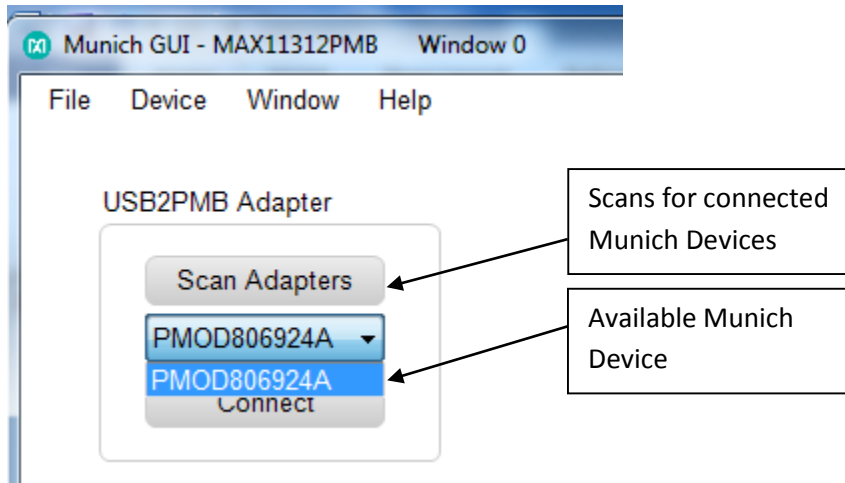 Munich GUI - MAX11312PMB Window 0
File Device Window Help
USB2PMB Adapter
Scan Adapters
PMOD806924A
PMOD806924A
Connect
Scans for connected
Munich Devices
Available Munich
Device